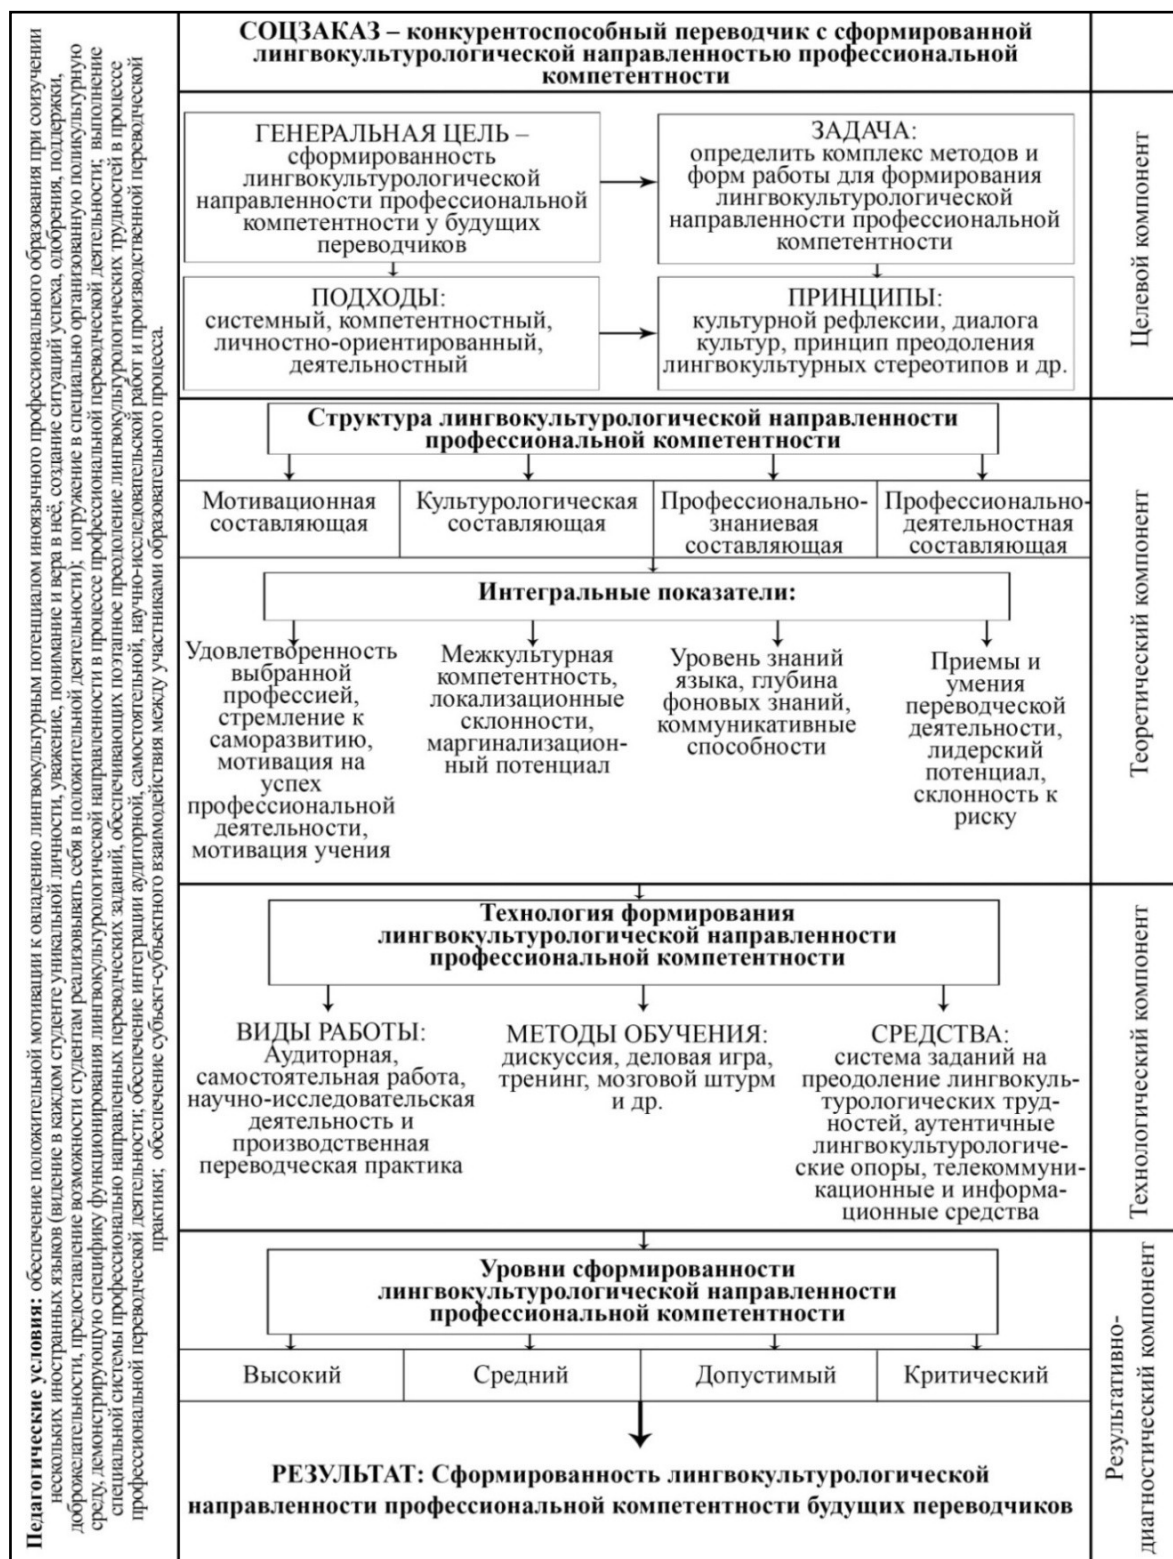 Педагогические условия: обеспечение положительной мотивации к овладению лингвокультурным потенциалом иноязычного профессионального образования при соизучении
нескольких иностранных языков (видение в каждом студенте уникальной личности, уважение, понимание и вера в неё, создание ситуаций успеха, одобрения, поддержки,
доброжелательности, предоставление возможности студентам реализовывать себя в положительной деятельности); погружение в специально организованную поликультурную
среду, демонстрирующую специфику функционирования лингвокультурологической направленности в процессе профессиональной переводческой деятельности; выполнение
специальной системы профессионально направленных переводческих заданий, обеспечивающих поэтапное преодоление лингвокультурологических трудностей в процессе
профессиональной переводческой деятельности; обеспечение интеграции аудиторной, самостоятельной, научно-исследовательской работ и производственной переводческой
практики; обеспечение субъект-субъектного взаимодействия между участниками образовательного процесса.
СОЦЗАКАЗ – конкурентоспособный переводчик с сформированной
лингвокультурологической направленностью профессиональной
компетентности
ГЕНЕРАЛЬНАЯ ЦЕЛЬ –
сформированность
лингвокультурологической
направленности профессиональной
компетентности у будущих
переводчиков
ЗАДАЧА:
определить комплекс методов и
форм работы для формирования
лингвокультурологической
направленности профессиональной
компетентности
ПОДХОДЫ:
системный, компетентностный,
личностно-ориентированный,
деятельностный
ПРИНЦИПЫ:
культурной рефлексии, диалога
культур, принцип преодоления
лингвокультурных стереотипов и др.
Целевой компонент
Структура лингвокультурологической направленности
профессиональной компетентности
Мотивационная
составляющая
Культурологическая
составляющая
Профессионально-
знаниевая
составляющая
Профессионально-
деятельностная
составляющая
Интегральные показатели:
Удовлетворенность
выбранной
профессией,
стремление к
саморазвитию,
мотивация на
успех
профессиональной
деятельности,
мотивация учения
Межкультурная
компетентность,
локализационные
склонности,
маргинализацион-
ный потенциал
Уровень знаний
языка, глубина
фоновых знаний,
коммуникативные
способности
Приемы и
умения
переводческой
деятельности,
лидерский
потенциал,
склонность к
риску
Теоретический компонент
Технология формирования
лингвокультурологической направленности
профессиональной компетентности
ВИДЫ РАБОТЫ:
Аудиторная,
самостоятельная работа,
научно-исследовательская
деятельность и
производственная
переводческая практика
МЕТОДЫ ОБУЧЕНИЯ:
дискуссия, деловая игра,
тренинг, мозговой штурм
и др.
СРЕДСТВА:
система заданий на
преодоление лингвокуль-
турологических труд-
ностей, аутентичные
лингвокультурологиче-
ские опоры, телекоммуни-
кационные и информа-
ционные средства
Технологический компонент
Уровни сформированности
лингвокультурологической направленности
профессиональной компетентности
Высокий
Средний
Допустимый
Критический
РЕЗУЛЬТАТ: Сформированность лингвокультурологической
направленности профессиональной компетентности будущих переводчиков
Результативно-
диагностический компонент